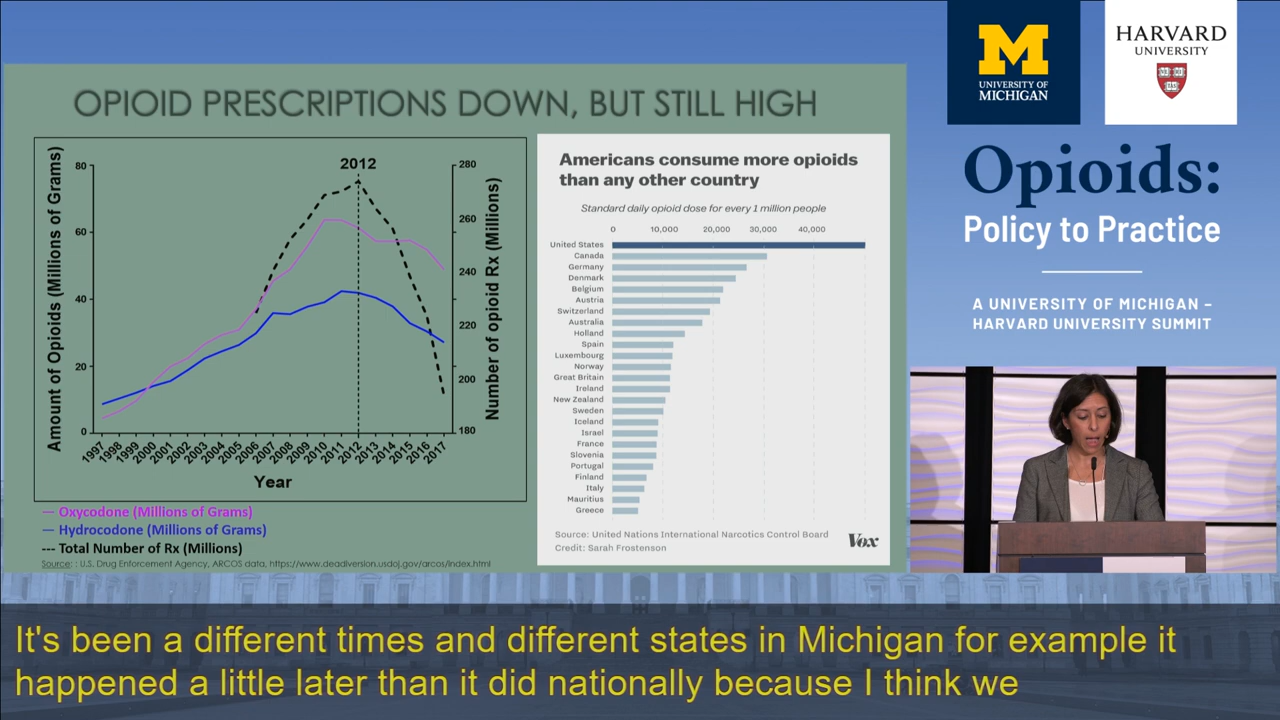 OPIOID PRESCRIPTIONS DOWN, BUT STILL HIGH
Amount of Opioids (Millions of Grams)
80
60
40
20
0
2012
280
260
240
220
200
180
Number of opioid Rx (Millions)
1997
1998
1999
2000
2001
2002
2003
2004
2005
2006
2007
2008
2009
2010
2011
2012
2013
2014
2015
2016
2017
Year
— Oxycodone (Millions of Grams)
— Hydrocodone (Millions of Grams)
--- Total Number of Rx (Millions)
Source: : U.S. Drug Enforcement Agency, ARCOS data, https://www.deadiversion.usdoj.gov/arcos/index.html
Americans consume more opioids
than any other country
Standard daily opioid dose for every 1 million people
0 10,000 20,000 30,000 40,000
United States
Canada
Germany
Denmark
Belgium
Austria
Switzerland
Australia
Holland
Spain
Luxembourg
Norway
Great Britain
Ireland
New Zealand
Sweden
Iceland
Israel
France
Slovenia
Portugal
Finland
Italy
Mauritius
Greece
Source: United Nations International Narcotics Control Board
Credit: Sarah Frostenson
Vox
M
UNIVERSITY OF
MICHIGAN
HARVARD
UNIVERSITY
Opioids:
Policy to Practice
A UNIVERSITY OF MICHIGAN –
HARVARD UNIVERSITY SUMMIT
It's been a different times and different states in Michigan for example it
happened a little later than it did nationally because I think we